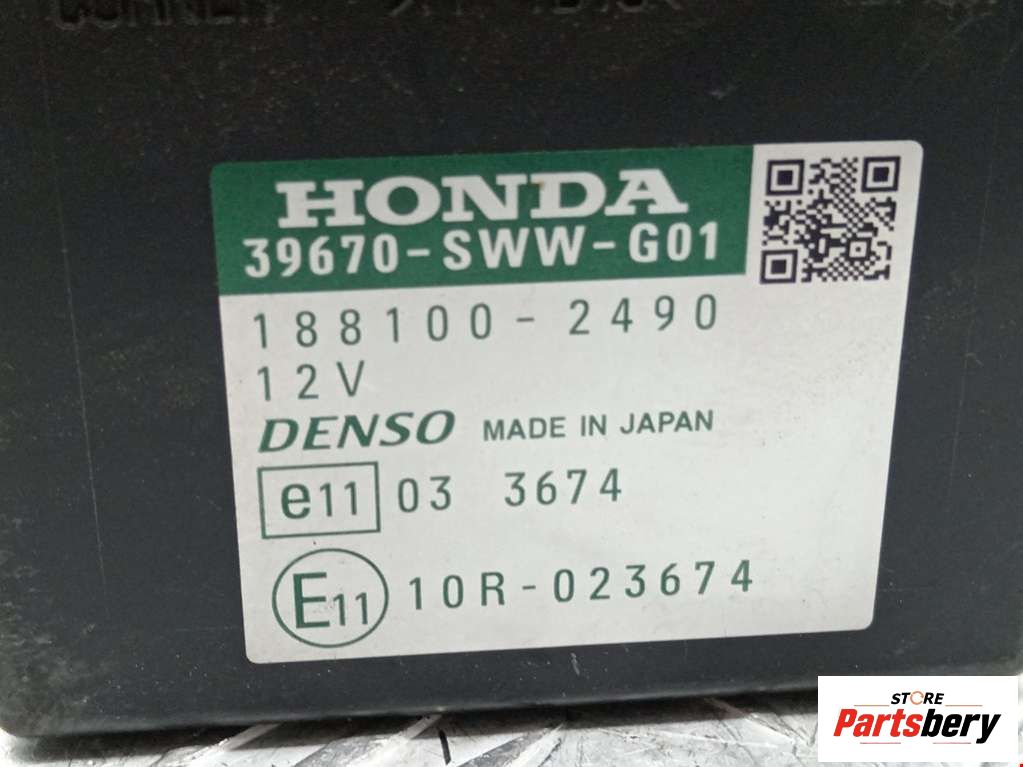 HONDA
39670-SWW-G01
188100-2490
12V
DENSO MADE IN JAPAN
e11 03 3674
E11 10R-023674
STORE
Partsbery